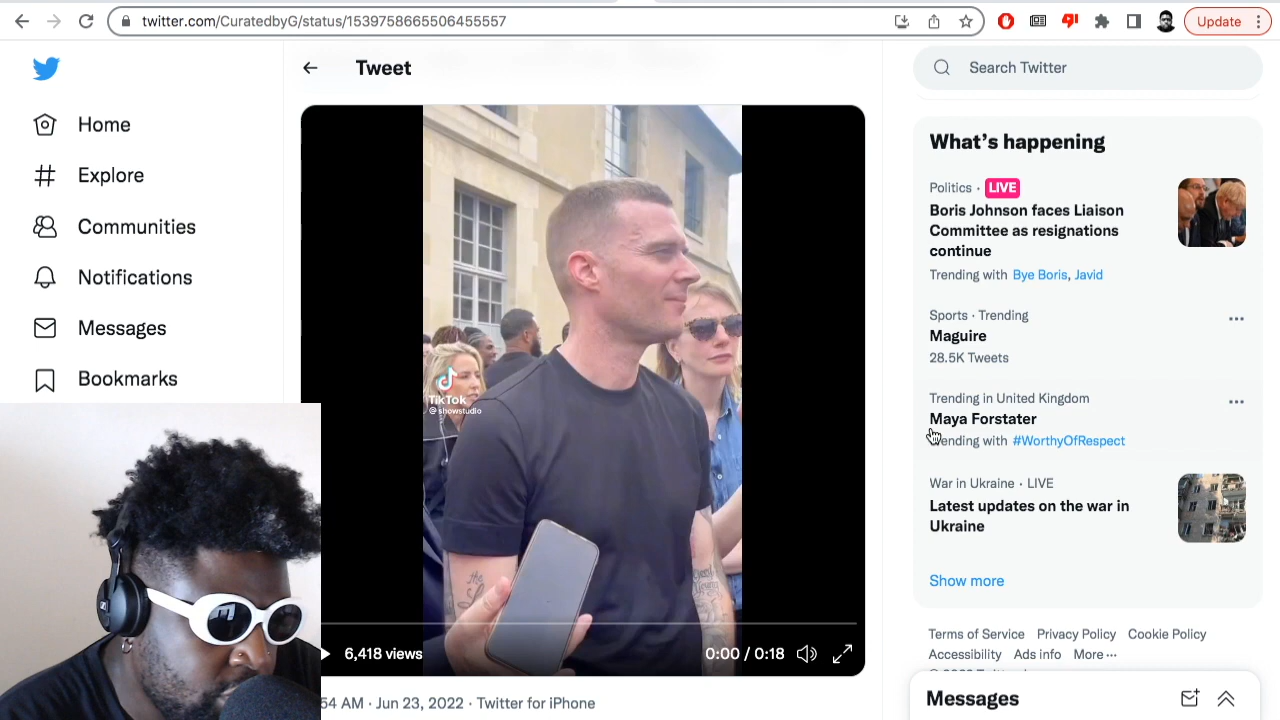 twitter.com/CuratedbyG/status/1539758665506455557
Update
Home
Explore
Communities
Notifications
Messages
Bookmarks
Tweet
TikTok
@showstudio
6,418 views
0:00 / 0:18
54 AM · Jun 23, 2022 · Twitter for iPhone
Search Twitter
What's happening
Politics · LIVE
Boris Johnson faces Liaison
Committee as resignations
continue
Trending with Bye Boris, Javid
Sports · Trending
Maguire
28.5K Tweets
Trending in United Kingdom
Maya Forstater
ending with #WorthyOfRespect
War in Ukraine · LIVE
Latest updates on the war in
Ukraine
Show more
Terms of Service Privacy Policy Cookie Policy
Accessibility Ads info More ···
Messages